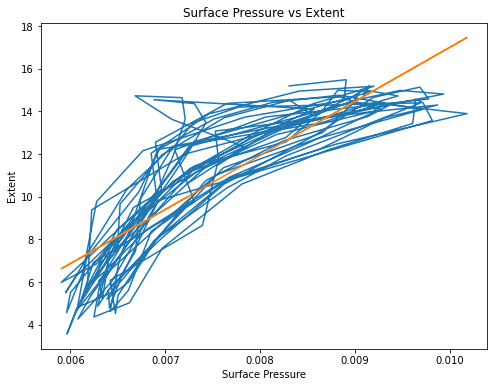 Surface Pressure vs Extent
18
16
14
12
10
8
6
4
Extent
0.006 0.007 0.008 0.009 0.010
Surface Pressure